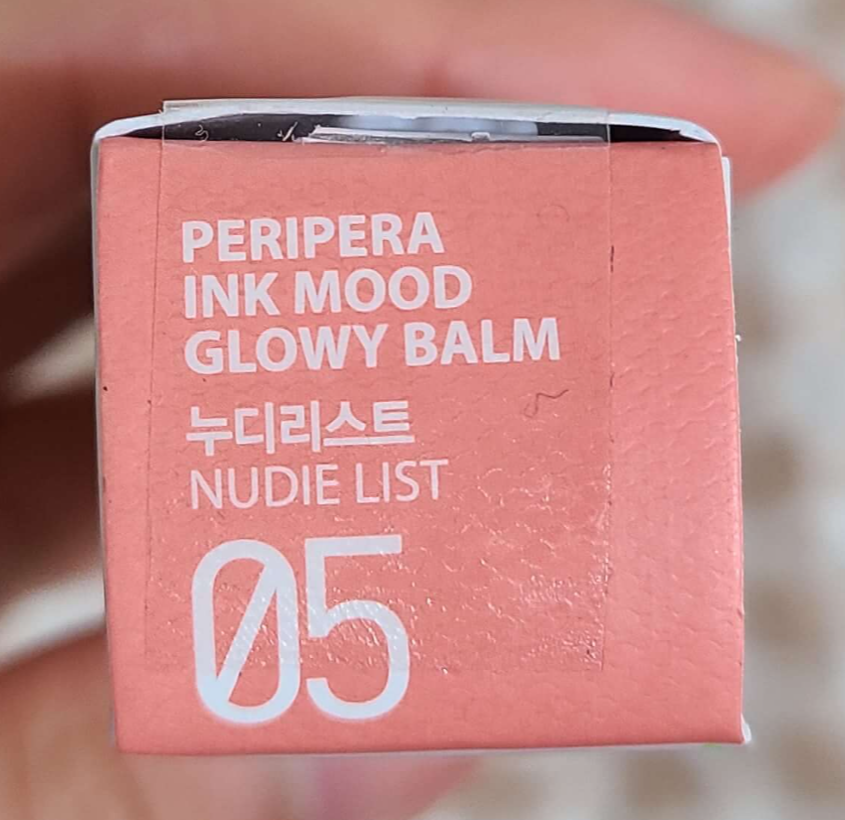 PERIPERA
INK MOOD
GLOWY BALM
누디리스트
NUDIE LIST
05